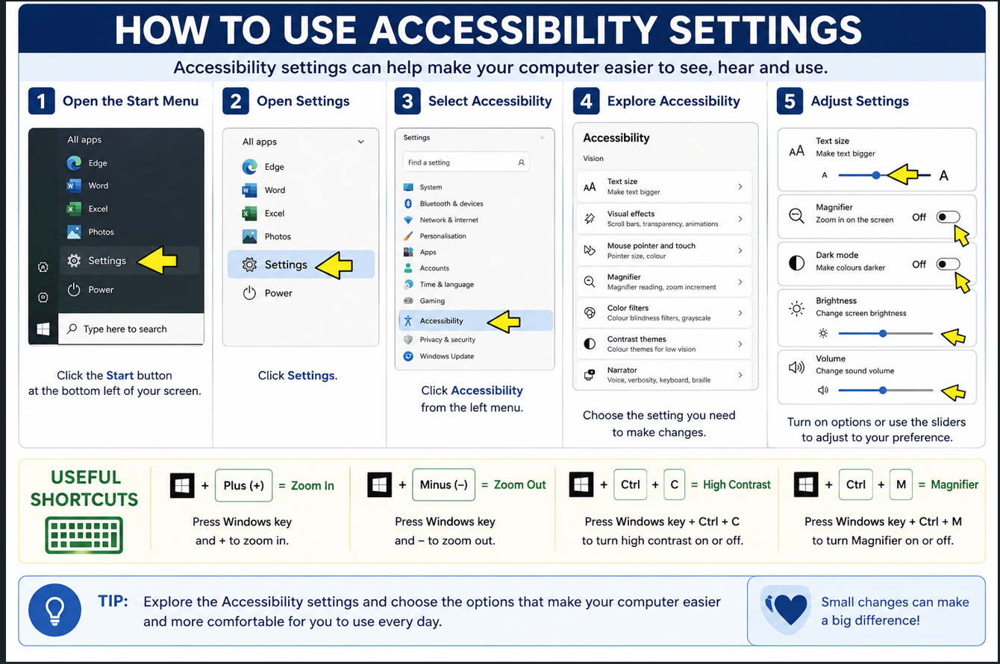 HOW TO USE ACCESSIBILITY SETTINGS
Accessibility settings can help make your computer easier to see, hear and use.
1 Open the Start Menu
All apps
Edge
Word
Excel
Photos
Settings
Power
Type here to search
Click the Start button
at the bottom left of your screen.
2 Open Settings
All apps
Edge
Word
Excel
Photos
Settings
Power
Click Settings.
3 Select Accessibility
Settings
Find a setting
System
Bluetooth & devices
Network & internet
Personalisation
Apps
Accounts
Time & language
Gaming
Accessibility
Privacy & security
Windows Update
Click Accessibility
from the left menu.
4 Explore Accessibility
Accessibility
Vision
AA Text size
Make text bigger
Visual effects
Scroll bars, transparency, animations
Mouse pointer and touch
Pointer size, colour
Magnifier
Magnifier reading, zoom increment
Color filters
Colour blindness filters, grayscale
Contrast themes
Colour themes for low vision
Narrator
Voice, verbosity, keyboard, braille
Choose the setting you need
to make changes.
5 Adjust Settings
AA Text size
Make text bigger
A A
Magnifier
Zoom in on the screen
Off
Dark mode
Make colours darker
Off
Brightness
Change screen brightness
Volume
Change sound volume
Turn on options or use the sliders
to adjust to your preference.
USEFUL
SHORTCUTS
+ Plus (+) = Zoom In
Press Windows key
and + to zoom in.
+ Minus (–) = Zoom Out
Press Windows key
and – to zoom out.
+ Ctrl + C = High Contrast
Press Windows key + Ctrl + C
to turn high contrast on or off.
+ Ctrl + M = Magnifier
Press Windows key + Ctrl + M
to turn Magnifier on or off.
TIP: Explore the Accessibility settings and choose the options that make your computer easier
and more comfortable for you to use every day.
Small changes can make
a big difference!